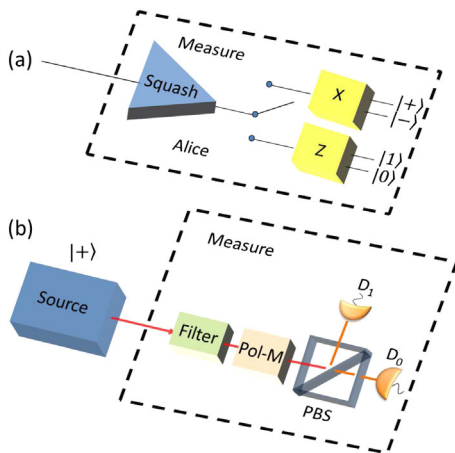 (a)
Measure
Squash
X
|+⟩
|−⟩
Z
|1⟩
|0⟩
Alice
(b)
|+⟩
Measure
Source
Filter
Pol-M
PBS
D₁
D₀